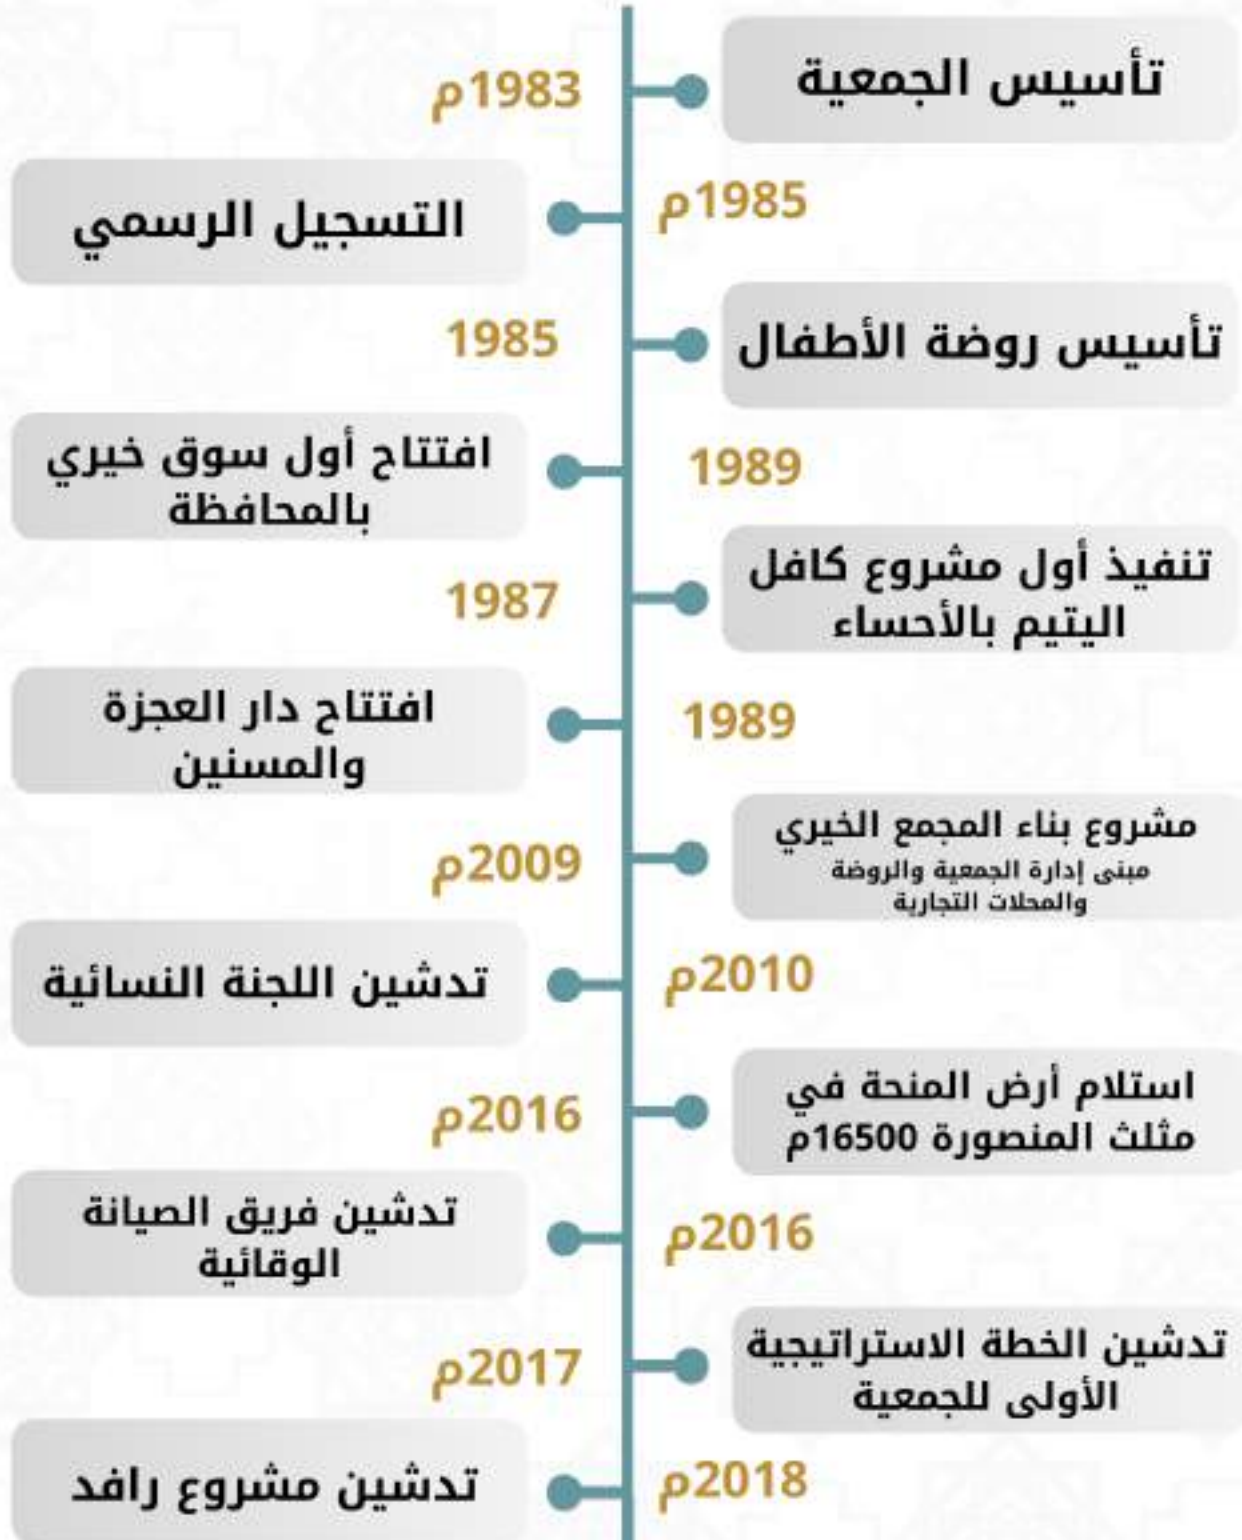 تأسيس الجمعية
1983م
التسجيل الرسمي
1985م
تأسيس روضة الأطفال
1985
افتتاح أول سوق خيري
بالمحافظة
1989
تنفيذ أول مشروع كافل
اليتيم بالأحساء
1987
افتتاح دار العجزة
والمسنين
1989
مشروع بناء المجمع الخيري
مبنى إدارة الجمعية والروضة
والمحلات التجارية
2009م
تدشين اللجنة النسائية
2010م
استلام أرض المنحة في
مثلث المنصورة 16500م
2016م
تدشين فريق الصيانة
الوقائية
2016م
تدشين الخطة الاستراتيجية
الأولى للجمعية
2017م
تدشين مشروع رافد
2018م